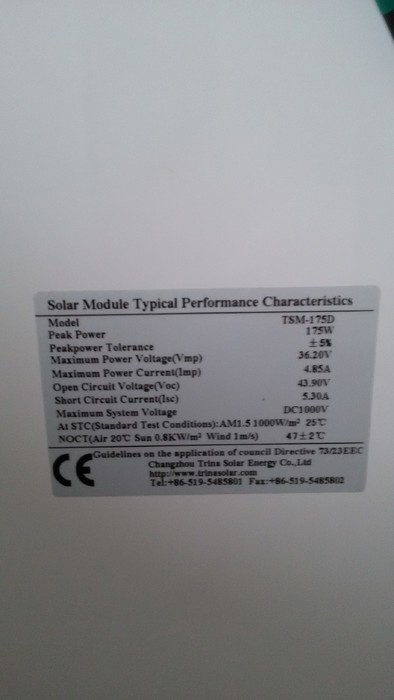 Solar Module Typical Performance Characteristics
Model TSM-175D
Peak Power 175W
Peakpower Tolerance ±5%
Maximum Power Voltage(Vmp) 36.20V
Maximum Power Current(Imp) 4.85A
Open Circuit Voltage(Voc) 43.90V
Short Circuit Current(Isc) 5.30A
Maximum System Voltage DC1000V
At STC(Standard Test Conditions):AM1.5 1000W/m² 25℃
NOCT(Air 20℃ Sun 0.8KW/m² Wind 1m/s) 47±2℃
CE Guidelines on the application of council Directive 73/23EEC
Changzhou Trina Solar Energy Co.,Ltd
http://www.trinasolar.com
Tel:+86-519-5485801 Fax:+86-519-5485802